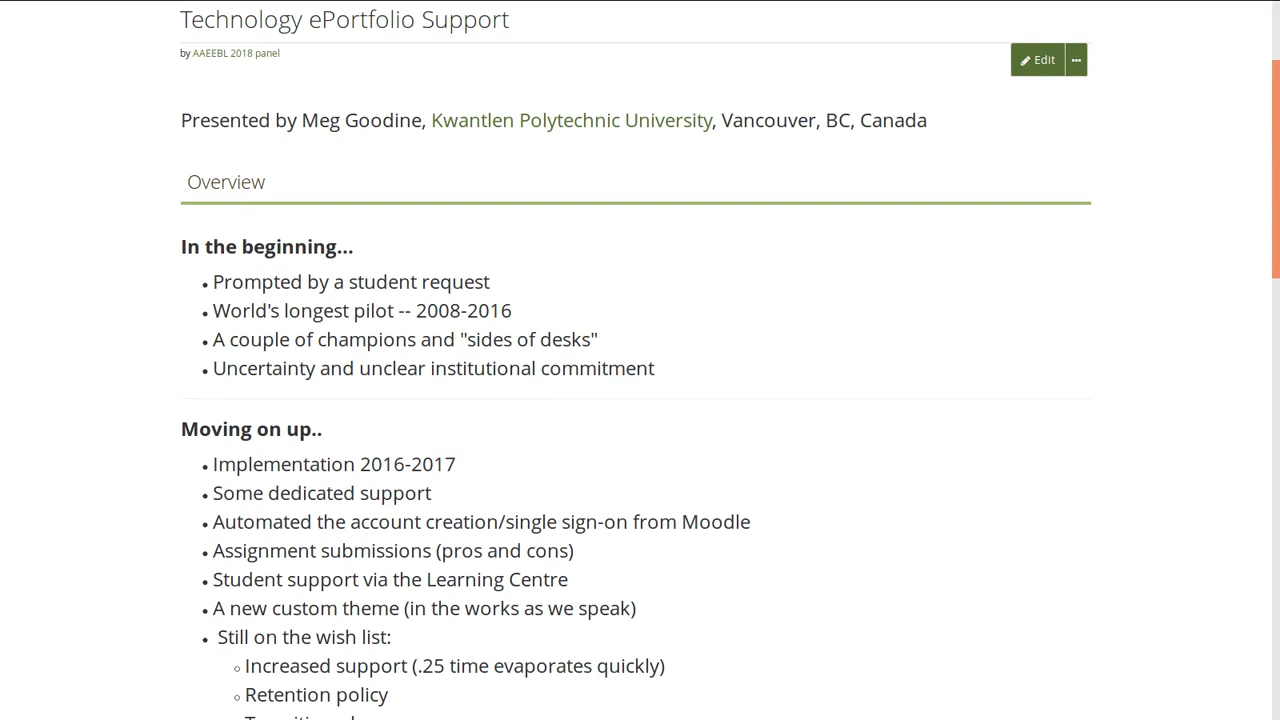 Technology ePortfolio Support
by AAEEBL 2018 panel
Edit
Presented by Meg Goodine, Kwantlen Polytechnic University, Vancouver, BC, Canada
Overview
In the beginning...
• Prompted by a student request
• World's longest pilot -- 2008-2016
• A couple of champions and "sides of desks"
• Uncertainty and unclear institutional commitment
Moving on up..
• Implementation 2016-2017
• Some dedicated support
• Automated the account creation/single sign-on from Moodle
• Assignment submissions (pros and cons)
• Student support via the Learning Centre
• A new custom theme (in the works as we speak)
• Still on the wish list:
○ Increased support (.25 time evaporates quickly)
○ Retention policy